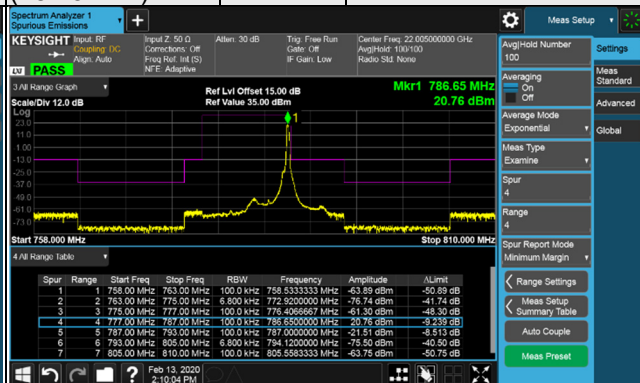 Spectrum Analyzer 1
Spurious Emissions
Meas Setup
KEYSIGHT
Input: RF
Coupling: DC
Align: Auto
Input Z: 50 Ω
Corrections: Off
Freq Ref: Int (S)
NFE: Adaptive
Atten: 30 dB
Trig: Free Run
Gate: Off
IF Gain: Low
Center Freq: 22.005000000 GHz
Avg|Hold: 100/100
Radio Std: None
LXI PASS
3 All Range Graph
Ref Lvl Offset 15.00 dB
Mkr1 786.65 MHz
Scale/Div 12.0 dB
Ref Value 35.00 dBm
20.76 dBm
Log
1
23.0
11.0
-1.00
-13.0
-25.0
-37.0
-49.0
-61.0
-73.0
Start 758.000 MHz
Stop 810.000 MHz
4 All Range Table
Spur Range Start Freq Stop Freq RBW Frequency Amplitude ΔLimit
1 1 758.00 MHz 763.00 MHz 100.0 kHz 758.5333333 MHz -63.89 dBm -50.89 dB
2 2 763.00 MHz 775.00 MHz 6.800 kHz 772.9200000 MHz -76.74 dBm -41.74 dB
3 3 775.00 MHz 777.00 MHz 100.0 kHz 776.4066667 MHz -61.30 dBm -48.30 dB
4 4 777.00 MHz 787.00 MHz 100.0 kHz 786.6500000 MHz 20.76 dBm -9.239 dB
5 5 787.00 MHz 793.00 MHz 100.0 kHz 787.0000000 MHz -21.51 dBm -8.513 dB
6 6 793.00 MHz 805.00 MHz 6.800 kHz 794.1200000 MHz -75.50 dBm -40.50 dB
7 7 805.00 MHz 810.00 MHz 100.0 kHz 805.5583333 MHz -63.75 dBm -50.75 dB
Feb 13, 2020
2:10:04 PM
Avg|Hold Number
100
Averaging
On
Off
Average Mode
Exponential
Meas Type
Examine
Spur
4
Range
4
Spur Report Mode
Minimum Margin
Range Settings
Meas Setup
Summary Table
Auto Couple
Meas Preset
Settings
Meas
Standard
Advanced
Global